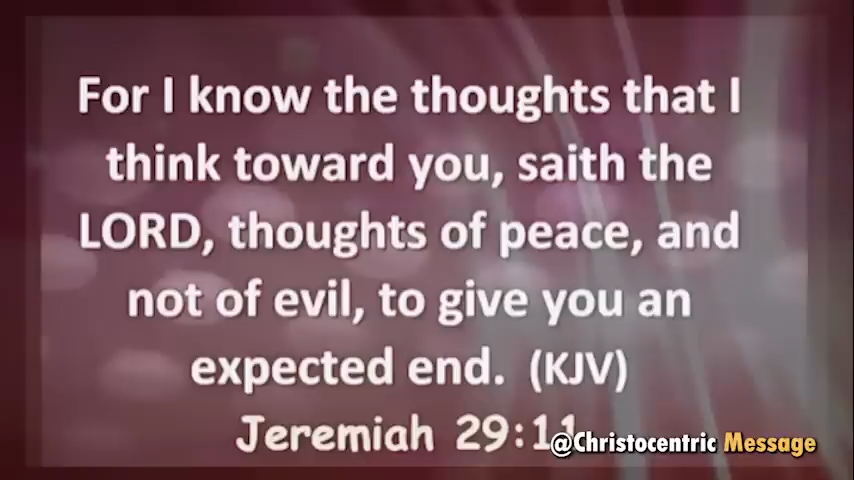 For I know the thoughts that I
think toward you, saith the
LORD, thoughts of peace, and
not of evil, to give you an
expected end.  (KJV)
Jeremiah 29:11
@Christocentric Message